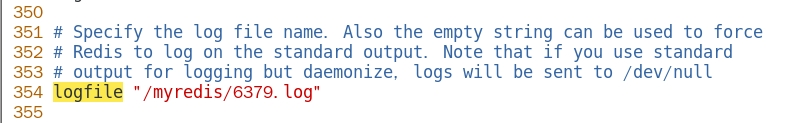 350
351 # Specify the log file name. Also the empty string can be used to force
352 # Redis to log on the standard output. Note that if you use standard
353 # output for logging but daemonize, logs will be sent to /dev/null
354 logfile "/myredis/6379.log"
355